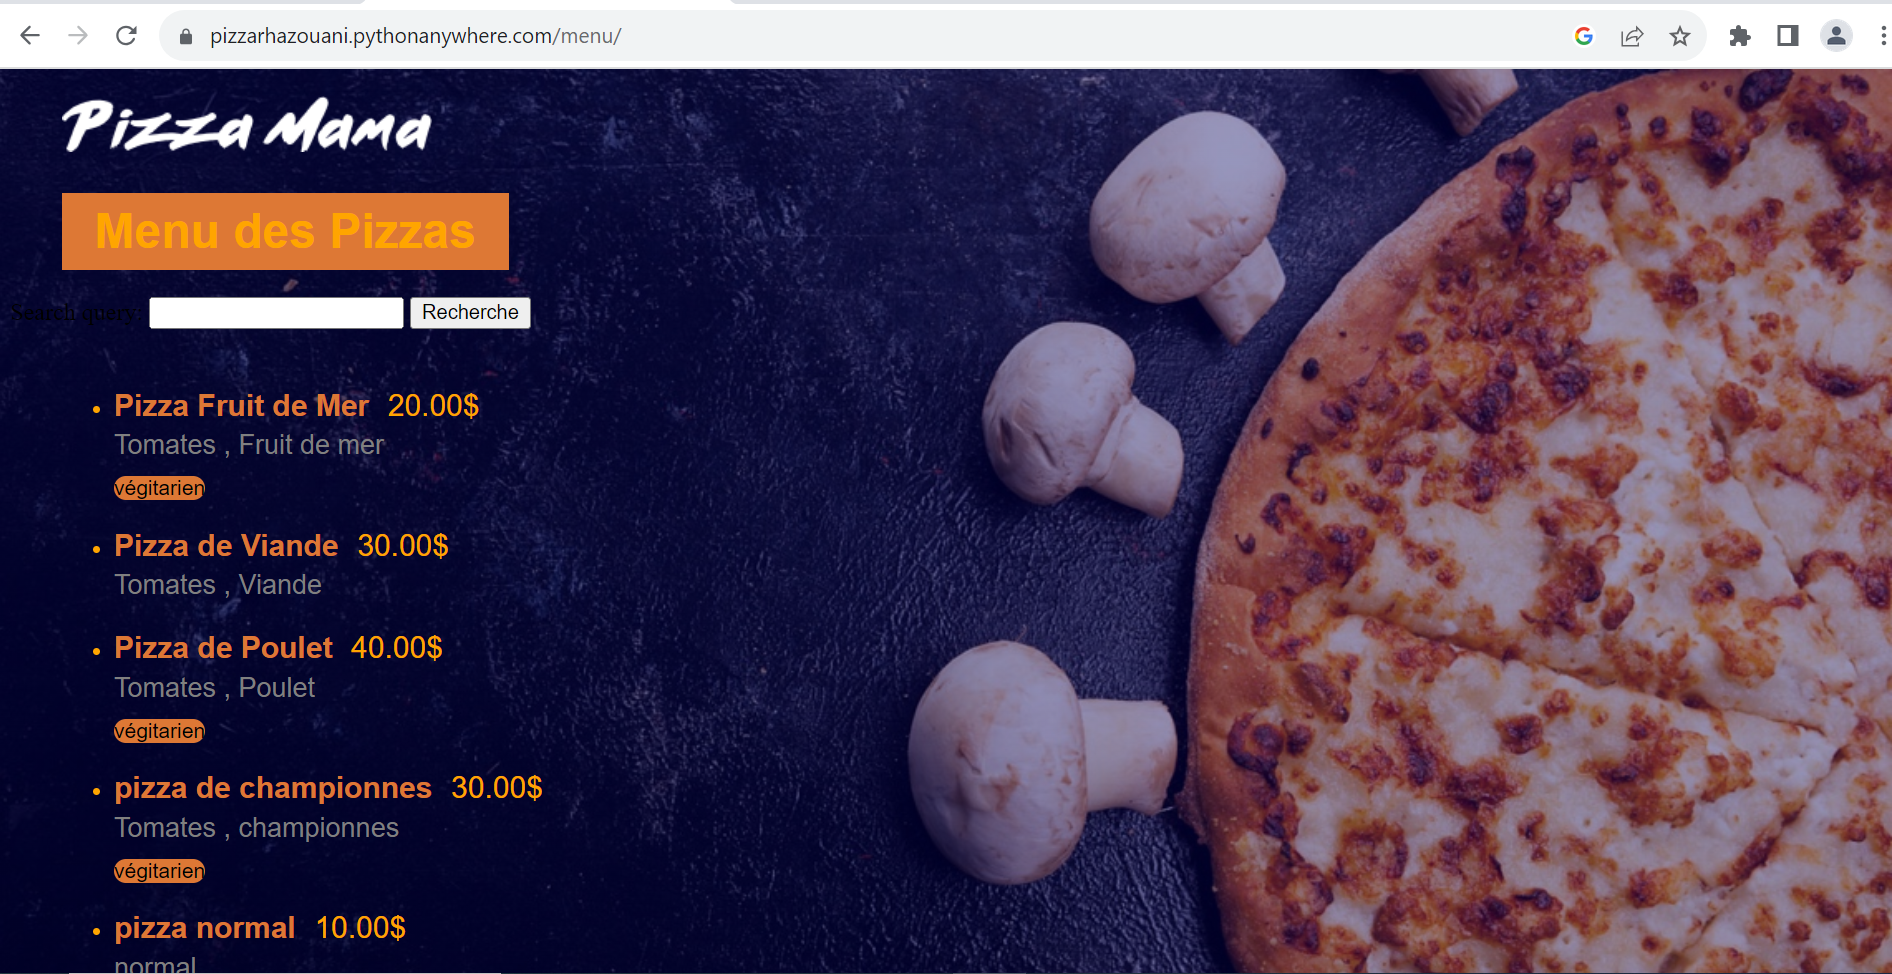 pizzarhazouani.pythonanywhere.com/menu/
Pizza Mama
Menu des Pizzas
Search query: Recherche
Pizza Fruit de Mer 20.00$
Tomates , Fruit de mer
végitarien
Pizza de Viande 30.00$
Tomates , Viande
Pizza de Poulet 40.00$
Tomates , Poulet
végitarien
pizza de championnes 30.00$
Tomates , championnes
végitarien
pizza normal 10.00$
normal